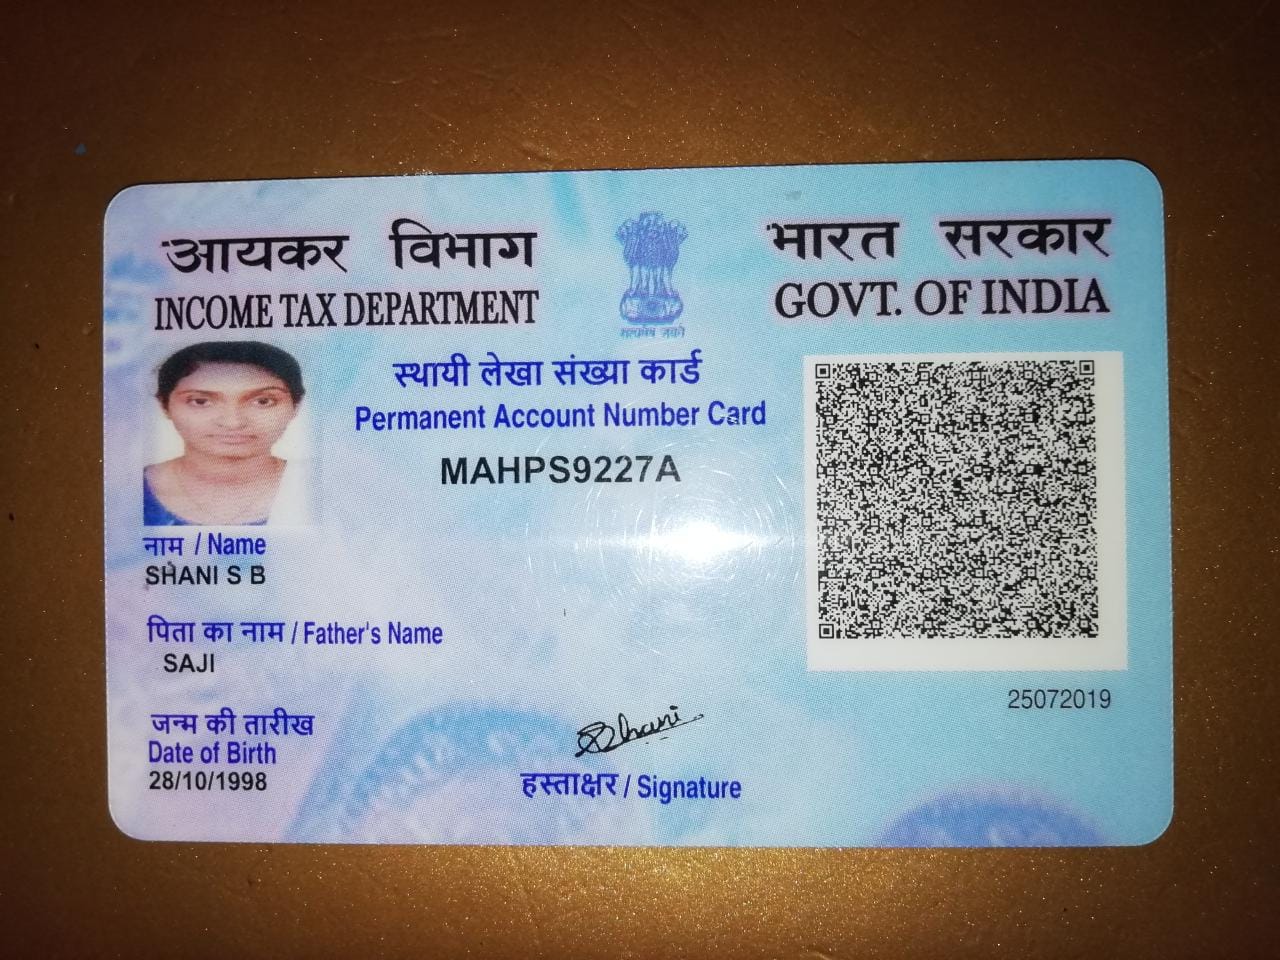 आयकर विभाग
INCOME TAX DEPARTMENT
सत्यमेव जयते
भारत सरकार
GOVT. OF INDIA
स्थायी लेखा संख्या कार्ड
Permanent Account Number Card
MAHPS9227A
नाम / Name
SHANI S B
पिता का नाम / Father's Name
SAJI
जन्म की तारीख
Date of Birth
28/10/1998
Shani
हस्ताक्षर / Signature
25072019